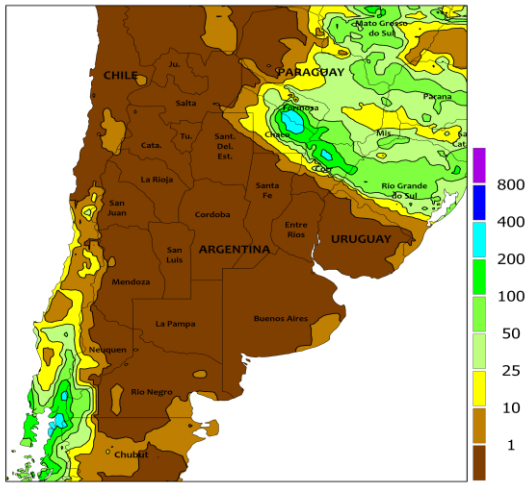 Mato Grosso
do Sul
CHILE
Ju.
PARAGUAY
Salta
Formosa
Parana
Cata.
Tu.
Sant.
Del.
Est.
Chaco
Mis
Sa
Cat
Cor
La Rioja
Santa
Fe
Rio Grande
do Sul
San
Juan
Cordoba
Entre
Rios
URUGUAY
San
Luis
ARGENTINA
Mendoza
La Pampa
Buenos Aires
Neuquen
Rio Negro
Chubut
800
400
200
100
50
25
10
1